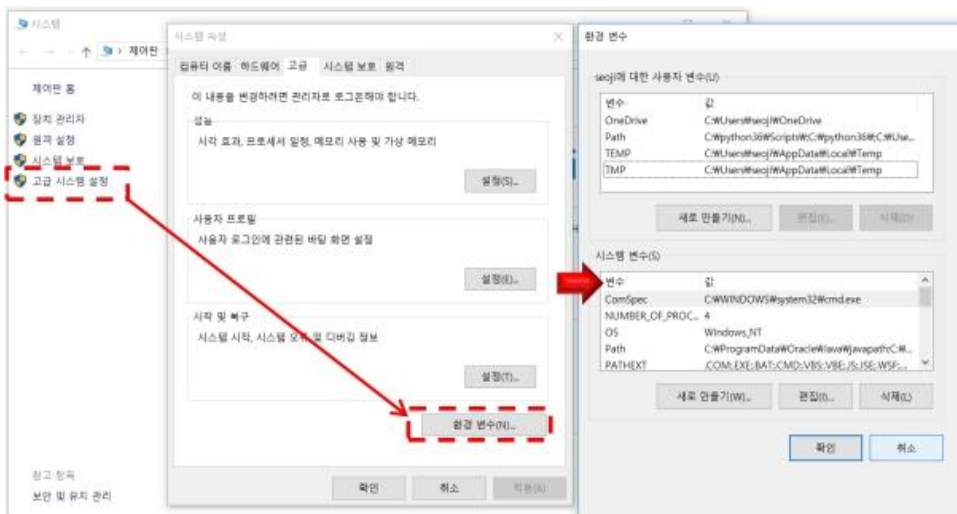 시스템
제어판
제어판 홈
장치 관리자
원격 설정
시스템 보호
고급 시스템 설정
참고 항목
보안 및 유지 관리
시스템 속성
컴퓨터 이름 하드웨어 고급 시스템 보호 원격
이 내용을 변경하려면 관리자로 로그온해야 합니다.
성능
시각 효과, 프로세서 일정, 메모리 사용 및 가상 메모리
설정(S)...
사용자 프로필
사용자 로그인에 관련된 바탕 화면 설정
설정(E)...
시작 및 복구
시스템 시작, 시스템 오류 및 디버깅 정보
설정(T)...
환경 변수(N)...
확인 취소 적용(A)
환경 변수
seoji에 대한 사용자 변수(U)
변수 값
OneDrive C:₩Users₩seoji₩OneDrive
Path C:₩python36₩Scripts₩;C:₩python36₩;C:₩Use...
TEMP C:₩Users₩seoji₩AppData₩Local₩Temp
TMP C:₩Users₩seoji₩AppData₩Local₩Temp
새로 만들기(N)... 편집(E)... 삭제(D)
시스템 변수(S)
변수 값
ComSpec C:₩WINDOWS₩system32₩cmd.exe
NUMBER_OF_PROC... 4
OS Windows_NT
Path C:₩ProgramData₩Oracle₩Java₩javapath;C:₩...
PATHEXT .COM;.EXE;.BAT;.CMD;.VBS;.VBE;.JS;.JSE;.WSF;...
새로 만들기(W)... 편집(I)... 삭제(L)
확인 취소